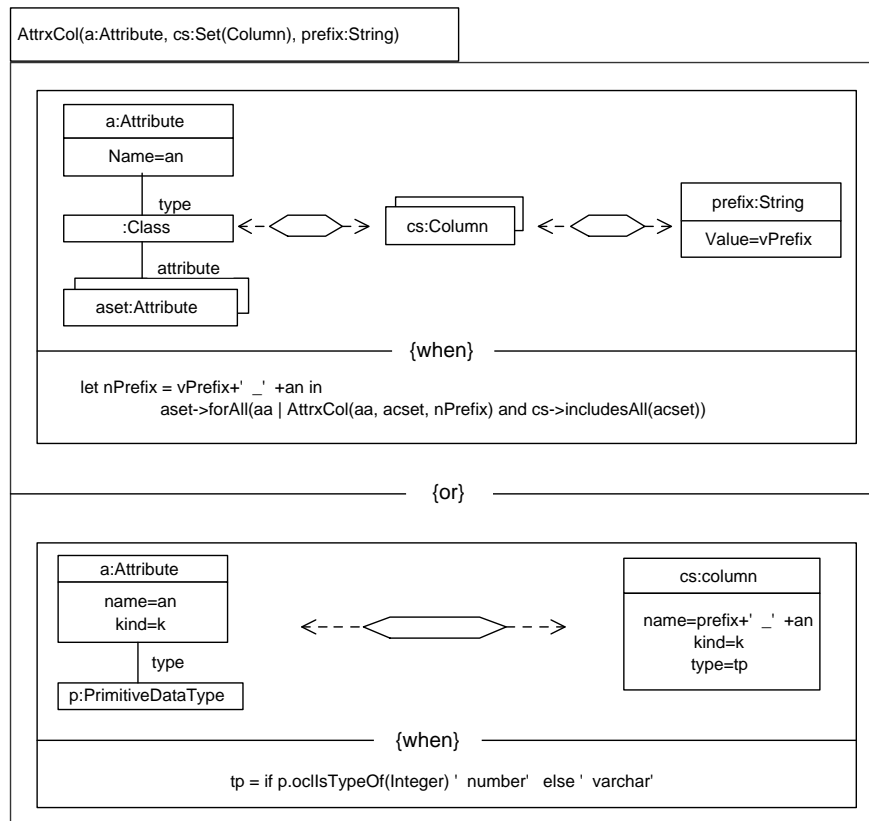 AttrxCol(a:Attribute, cs:Set(Column), prefix:String)
a:Attribute
Name=an
type
:Class
attribute
aset:Attribute
cs:Column
prefix:String
Value=vPrefix
{when}
let nPrefix = vPrefix+' _' +an in
aset->forAll(aa | AttrxCol(aa, acset, nPrefix) and cs->includesAll(acset))
{or}
a:Attribute
name=an
kind=k
type
p:PrimitiveDataType
cs:column
name=prefix+' _' +an
kind=k
type=tp
{when}
tp = if p.oclIsTypeOf(Integer) ' number' else ' varchar'